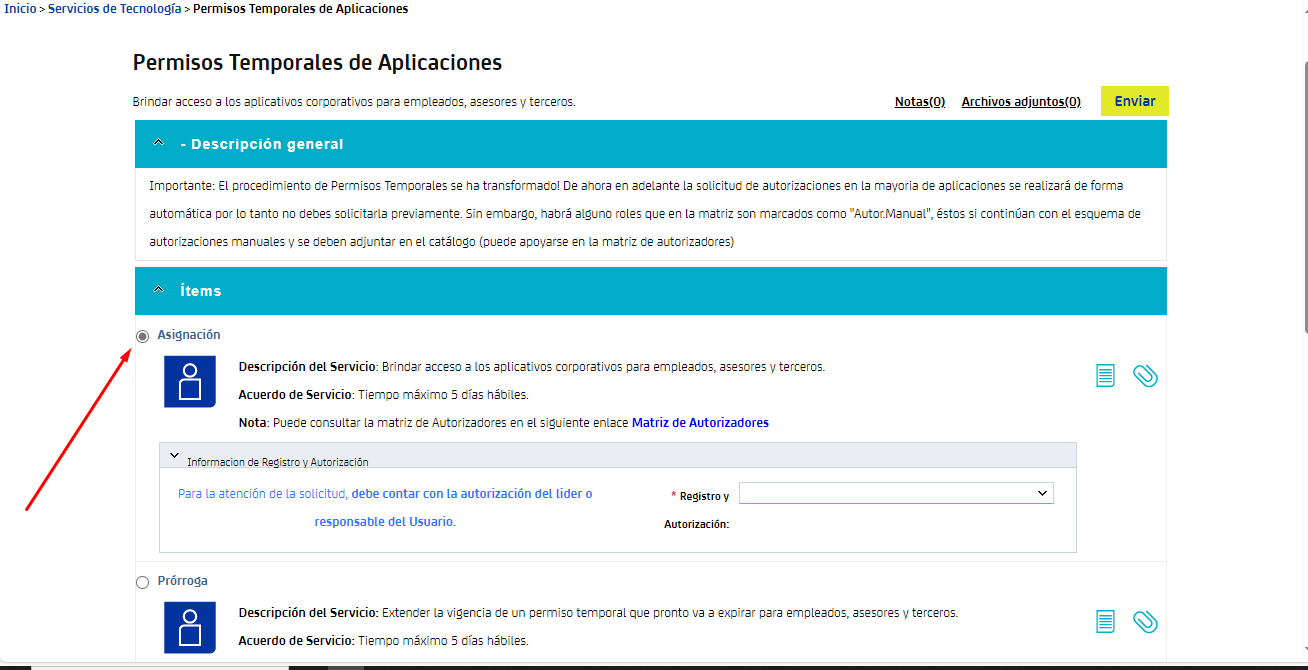 Inicio > Servicios de Tecnología > Permisos Temporales de Aplicaciones
Permisos Temporales de Aplicaciones
Brindar acceso a los aplicativos corporativos para empleados, asesores y terceros.
Notas(0) Archivos adjuntos(0) Enviar
- Descripción general
Importante: El procedimiento de Permisos Temporales se ha transformado! De ahora en adelante la solicitud de autorizaciones en la mayoria de aplicaciones se realizará de forma
automática por lo tanto no debes solicitarla previamente. Sin embargo, habrá alguno roles que en la matriz son marcados como "Autor.Manual", éstos si continúan con el esquema de
autorizaciones manuales y se deben adjuntar en el catálogo (puede apoyarse en la matriz de autorizadores)
Ítems
Asignación
Descripción del Servicio: Brindar acceso a los aplicativos corporativos para empleados, asesores y terceros.
Acuerdo de Servicio: Tiempo máximo 5 días hábiles.
Nota: Puede consultar la matriz de Autorizadores en el siguiente enlace Matriz de Autorizadores
Informacion de Registro y Autorización
Para la atención de la solicitud, debe contar con la autorización del lider o
responsable del Usuario.
* Registro y
Autorización:
Prórroga
Descripción del Servicio: Extender la vigencia de un permiso temporal que pronto va a expirar para empleados, asesores y terceros.
Acuerdo de Servicio: Tiempo máximo 5 días hábiles.